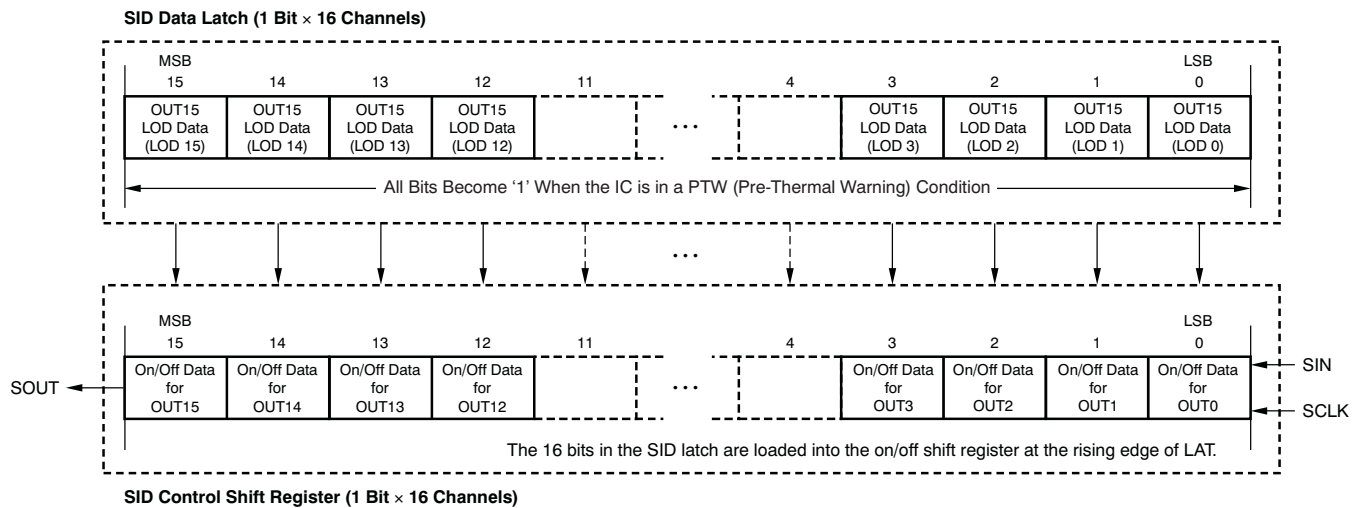 SID Data Latch (1 Bit × 16 Channels)
MSB LSB
15 14 13 12 11 4 3 2 1 0
OUT15 OUT15 OUT15 OUT15 OUT15 OUT15 OUT15 OUT15
LOD Data LOD Data LOD Data LOD Data ... LOD Data LOD Data LOD Data LOD Data
(LOD 15) (LOD 14) (LOD 13) (LOD 12) (LOD 3) (LOD 2) (LOD 1) (LOD 0)
All Bits Become ‘1’ When the IC is in a PTW (Pre-Thermal Warning) Condition
...
MSB LSB
15 14 13 12 11 4 3 2 1 0
On/Off Data On/Off Data On/Off Data On/Off Data On/Off Data On/Off Data On/Off Data On/Off Data SIN
SOUT for for for for ... for for for for
OUT15 OUT14 OUT13 OUT12 OUT3 OUT2 OUT1 OUT0 SCLK
The 16 bits in the SID latch are loaded into the on/off shift register at the rising edge of LAT.
SID Control Shift Register (1 Bit × 16 Channels)